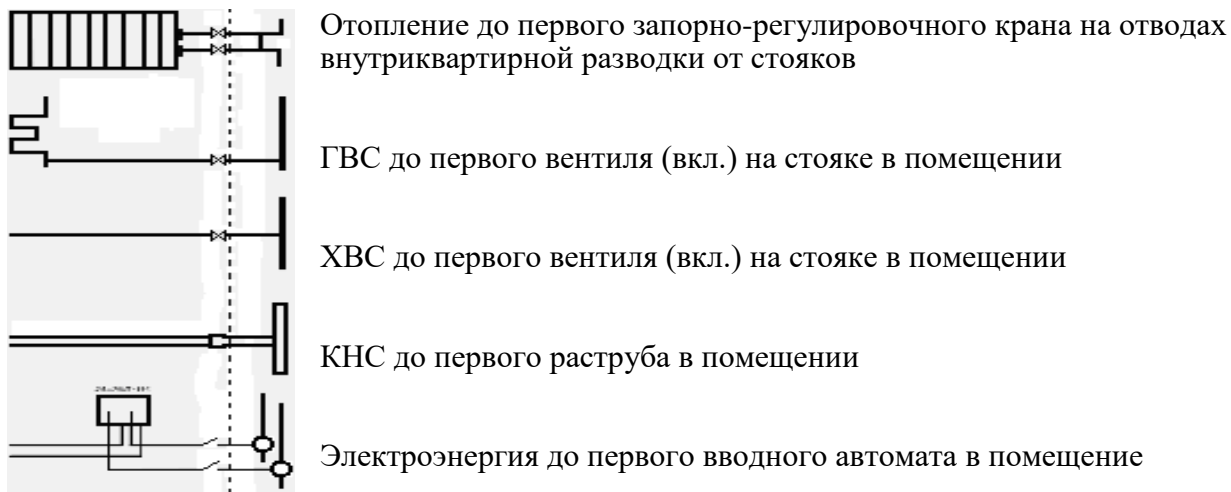 Отопление до первого запорно-регулировочного крана на отводах
внутриквартирной разводки от стояков
ГВС до первого вентиля (вкл.) на стояке в помещении
ХВС до первого вентиля (вкл.) на стояке в помещении
КНС до первого раструба в помещении
Электроэнергия до первого вводного автомата в помещение